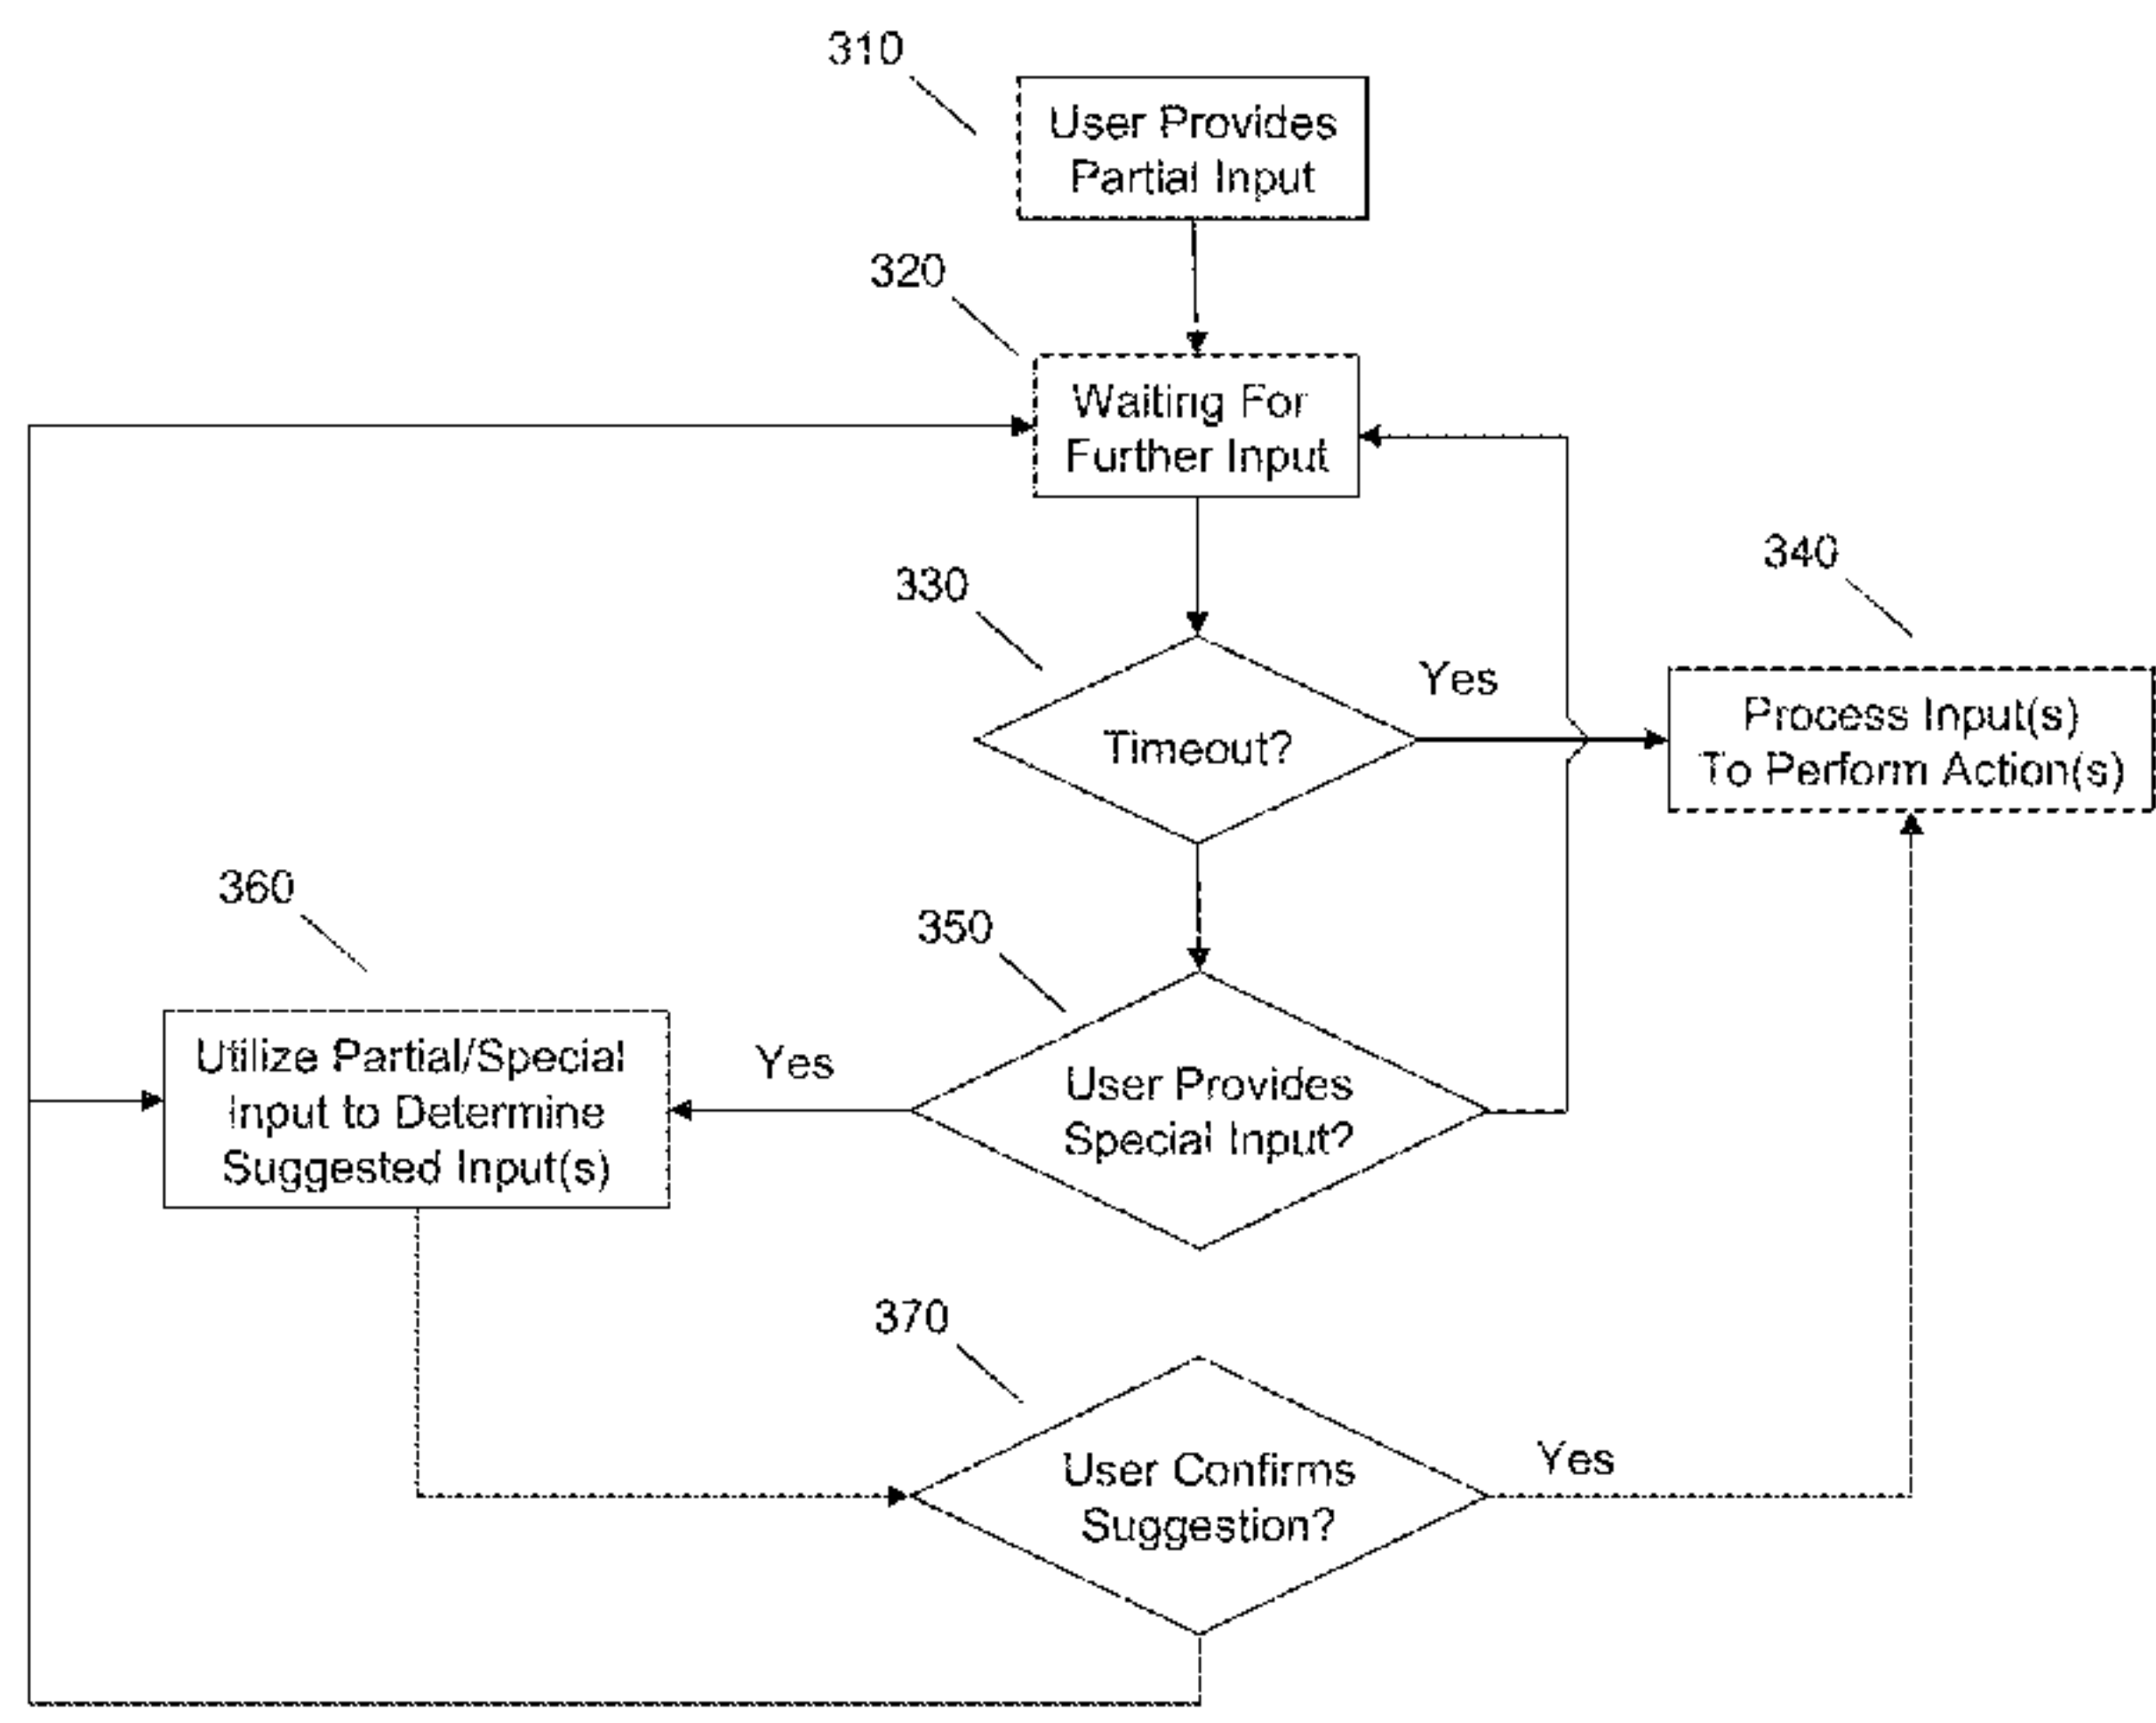 310
User Provides
Partial Input
320
Waiting For
Further Input
330
Timeout?
Yes
340
Process Input(s)
To Perform Action(s)
360
Utilize Partial/Special
Input to Determine
Suggested Input(s)
Yes
350
User Provides
Special Input?
370
User Confirms
Suggestion?
Yes